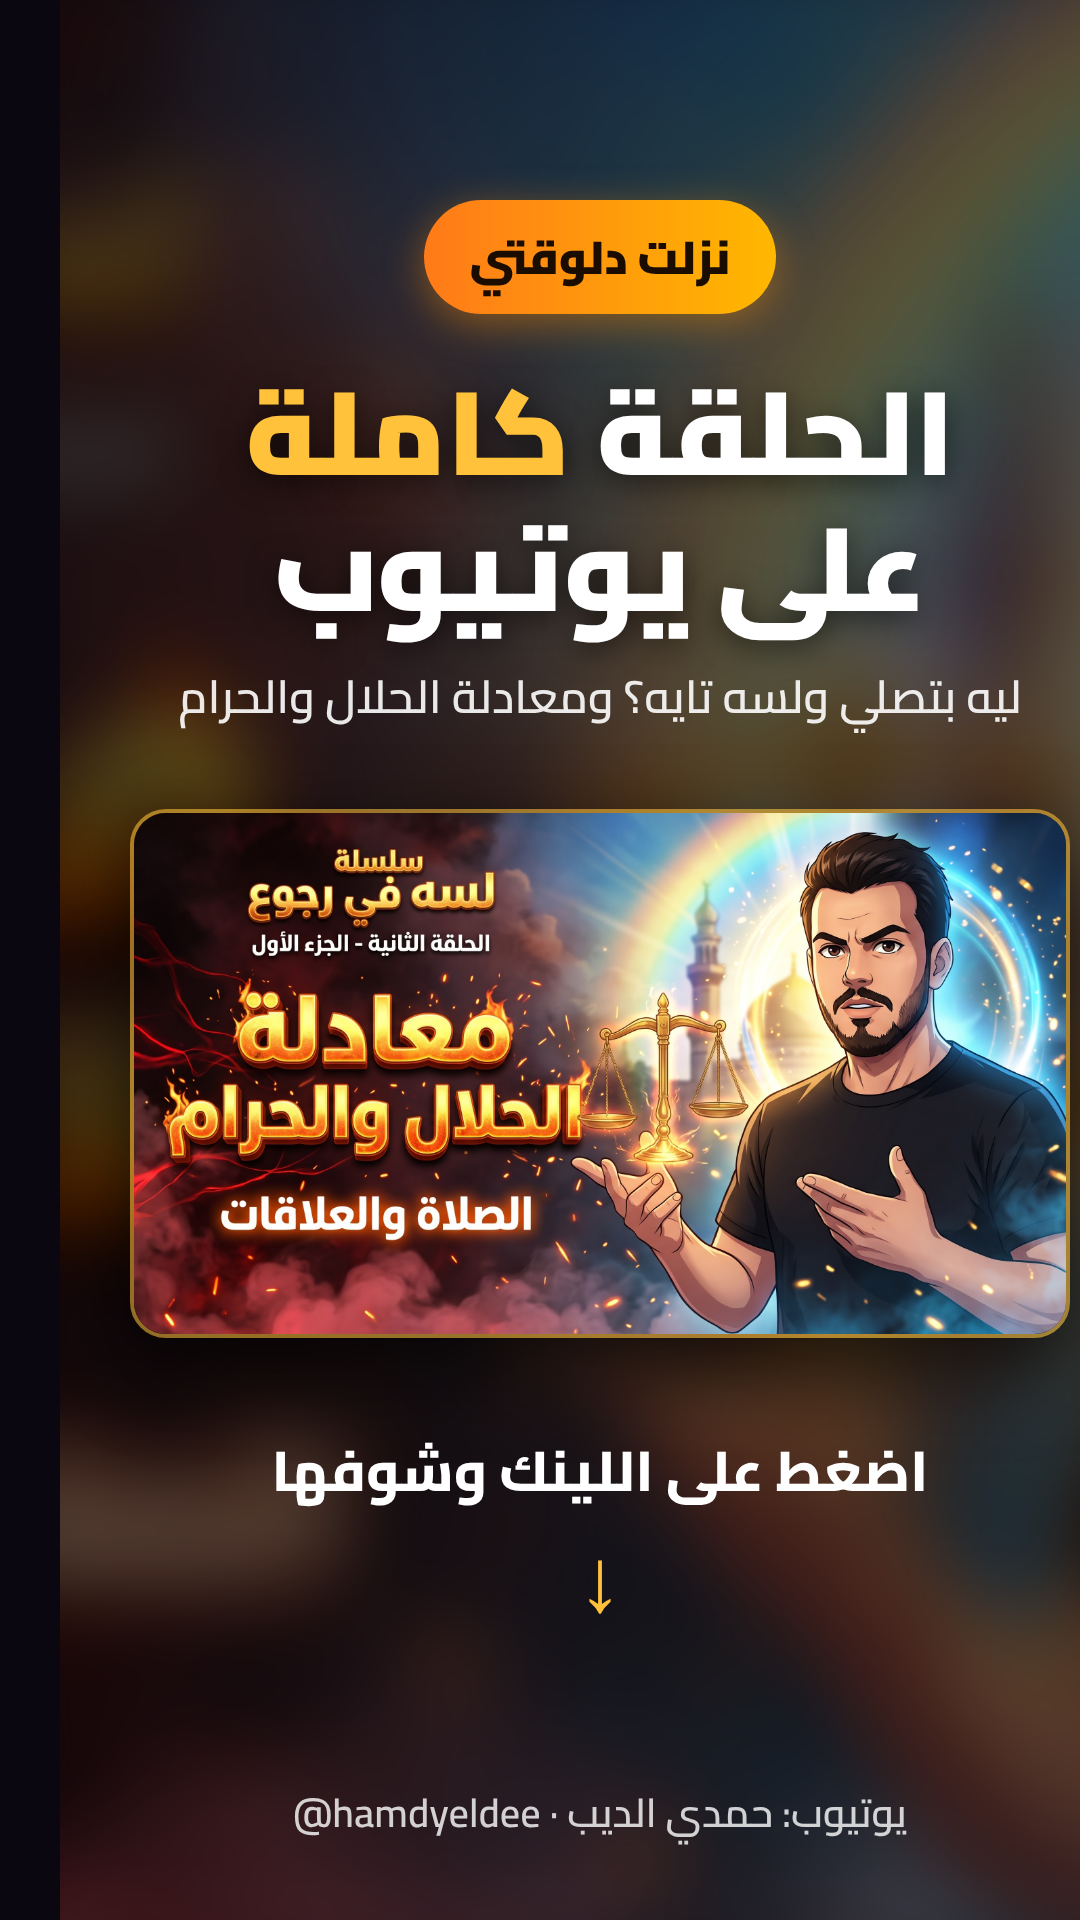 نزلت دلوقتي
الحلقة كاملة
على يوتيوب
ليه بتصلي ولسه تايه؟ ومعادلة الحلال والحرام
سلسلة
لسه في رجوع
الحلقة الثانية - الجزء الأول
معادلة
الحلال والحرام
الصلاة والعلاقات
اضغط على اللينك وشوفها
↓
يوتيوب: حمدي الديب · @hamdyeldee